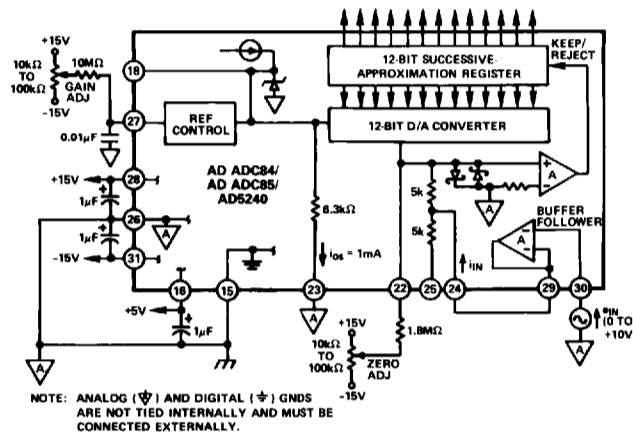 +15V
10kΩ
TO
100kΩ
-15V
10MΩ
GAIN
ADJ
0.01μF
18
27
REF
CONTROL
12-BIT SUCCESSIVE-
APPROXIMATION REGISTER
KEEP/
REJECT
12-BIT D/A CONVERTER
AD ADC84/
AD ADC85/
AD5240
+15V
1μF
1μF
-15V
28
26
31
A
6.3kΩ
iOS = 1mA
5k
5k
iIN
A
A
BUFFER
FOLLOWER
A
16
15
23
22
25
24
29
30
+5V
1μF
A
A
1.8MΩ
+15V
10kΩ
TO
100kΩ
-15V
ZERO
ADJ
eIN
(0 TO
+10V)
A
NOTE: ANALOG (A) AND DIGITAL (⏚) GNDS
ARE NOT TIED INTERNALLY AND MUST BE
CONNECTED EXTERNALLY.